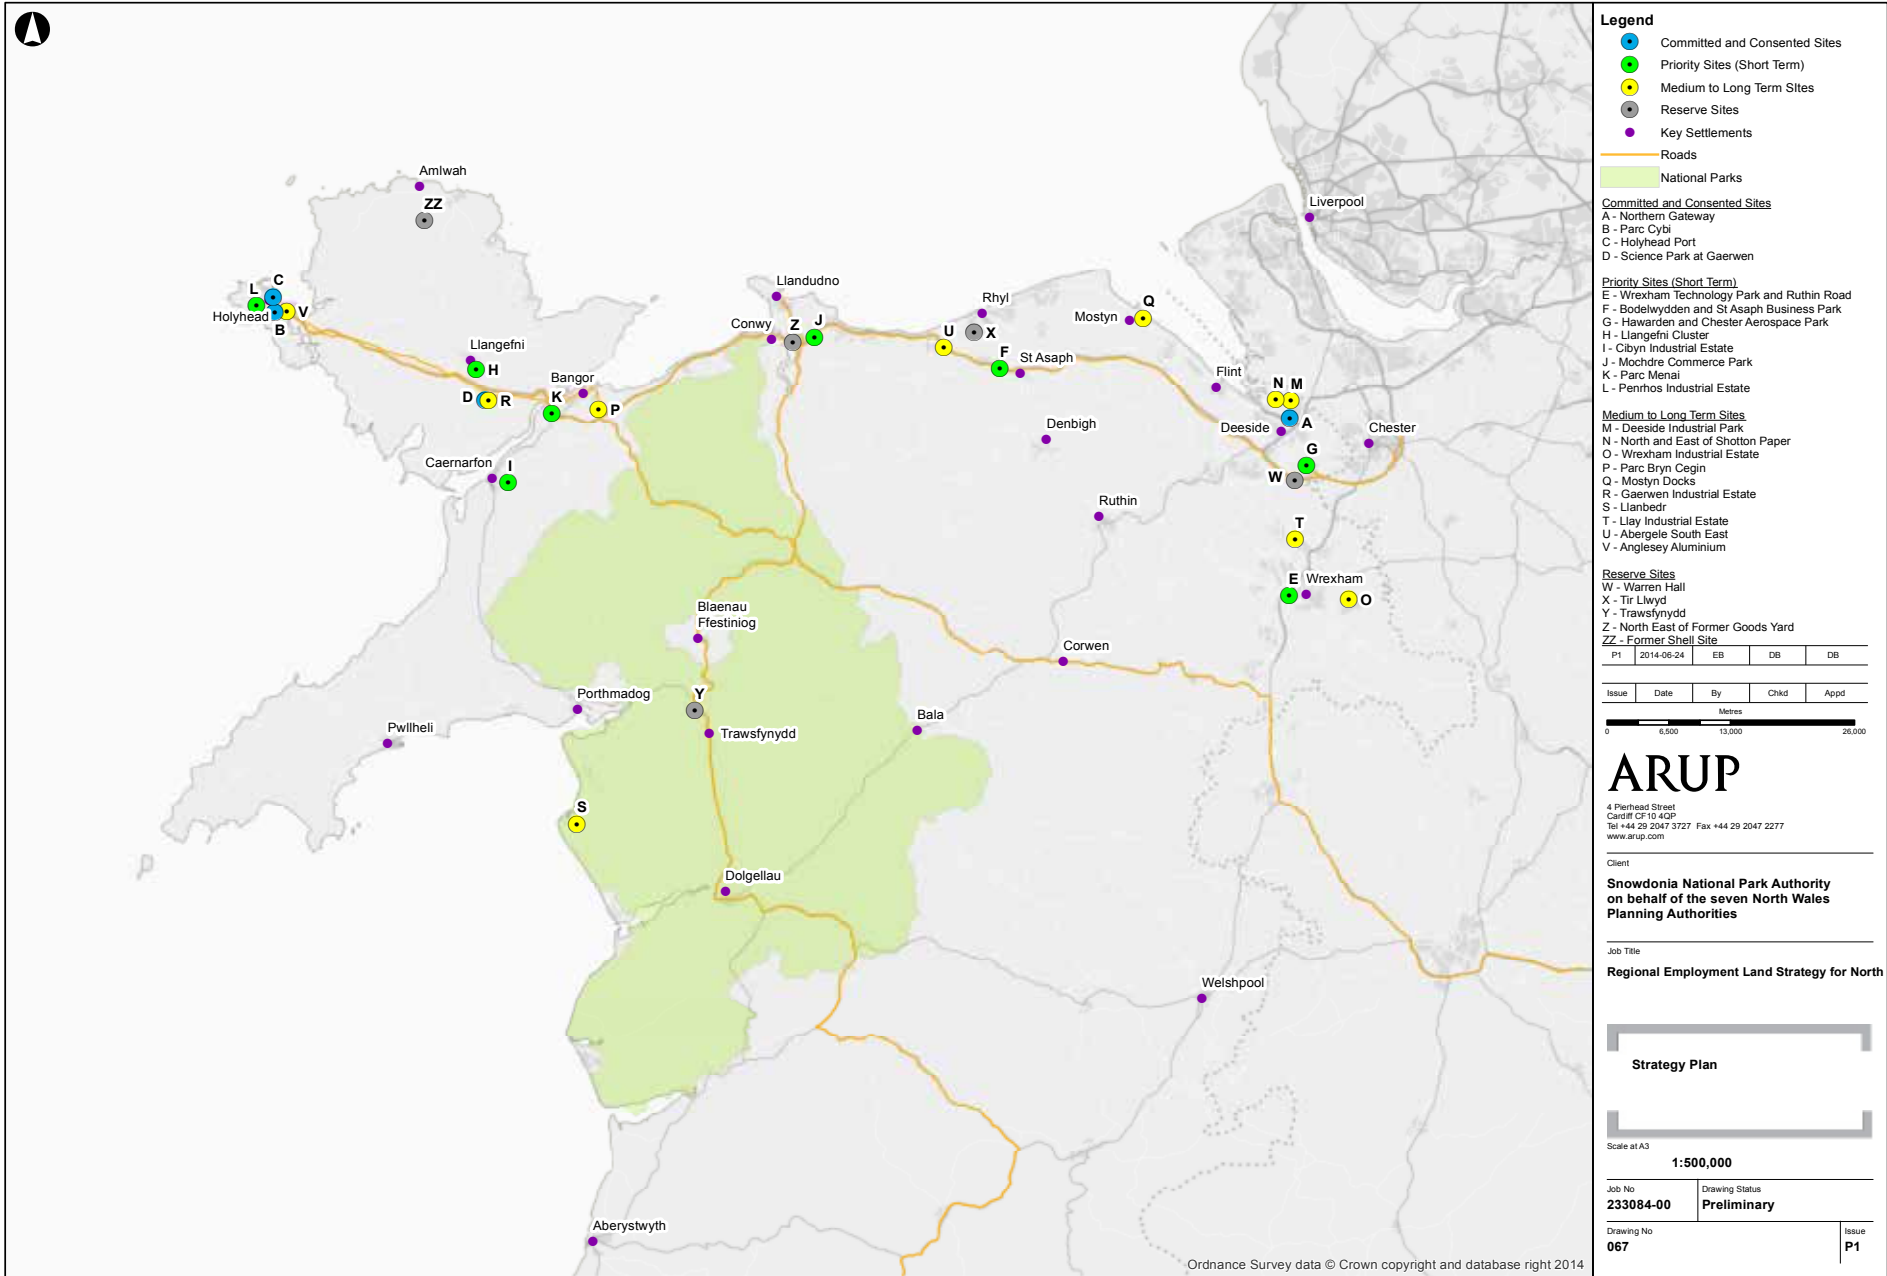 Amlwah
ZZ
L
C
Holyhead
V
B
Llangefni
H
D
R
Bangor
K
P
Caernarfon
I
Llandudno
Conwy
Z
J
Rhyl
U
X
F
St Asaph
Mostyn
Q
Liverpool
Flint
N
M
Deeside
A
Chester
G
W
Denbigh
Ruthin
T
E
Wrexham
O
Blaenau
Ffestiniog
Corwen
Porthmadog
Y
Trawsfynydd
Bala
Pwllheli
S
Dolgellau
Welshpool
Aberystwyth
Ordnance Survey data © Crown copyright and database right 2014
Legend
Committed and Consented Sites
Priority Sites (Short Term)
Medium to Long Term SItes
Reserve Sites
Key Settlements
Roads
National Parks
Committed and Consented Sites
A - Northern Gateway
B - Parc Cybi
C - Holyhead Port
D - Science Park at Gaerwen
Priority Sites (Short Term)
E - Wrexham Technology Park and Ruthin Road
F - Bodelwydden and St Asaph Business Park
G - Hawarden and Chester Aerospace Park
H - Llangefni Cluster
I - Cibyn Industrial Estate
J - Mochdre Commerce Park
K - Parc Menai
L - Penrhos Industrial Estate
Medium to Long Term Sites
M - Deeside Industrial Park
N - North and East of Shotton Paper
O - Wrexham Industrial Estate
P - Parc Bryn Cegin
Q - Mostyn Docks
R - Gaerwen Industrial Estate
S - Llanbedr
T - Llay Industrial Estate
U - Abergele South East
V - Anglesey Aluminium
Reserve Sites
W - Warren Hall
X - Tir Llwyd
Y - Trawsfynydd
Z - North East of Former Goods Yard
ZZ - Former Shell Site
P1 2014-06-24 EB DB DB
Issue Date By Chkd Appd
Metres
0 6,500 13,000 26,000
ARUP
4 Pierhead Street
Cardiff CF10 4QP
Tel +44 29 2047 3727 Fax +44 29 2047 2277
www.arup.com
Client
Snowdonia National Park Authority
on behalf of the seven North Wales
Planning Authorities
Job Title
Regional Employment Land Strategy for North
Strategy Plan
Scale at A3
1:500,000
Job No
233084-00
Drawing Status
Preliminary
Drawing No
067
Issue
P1